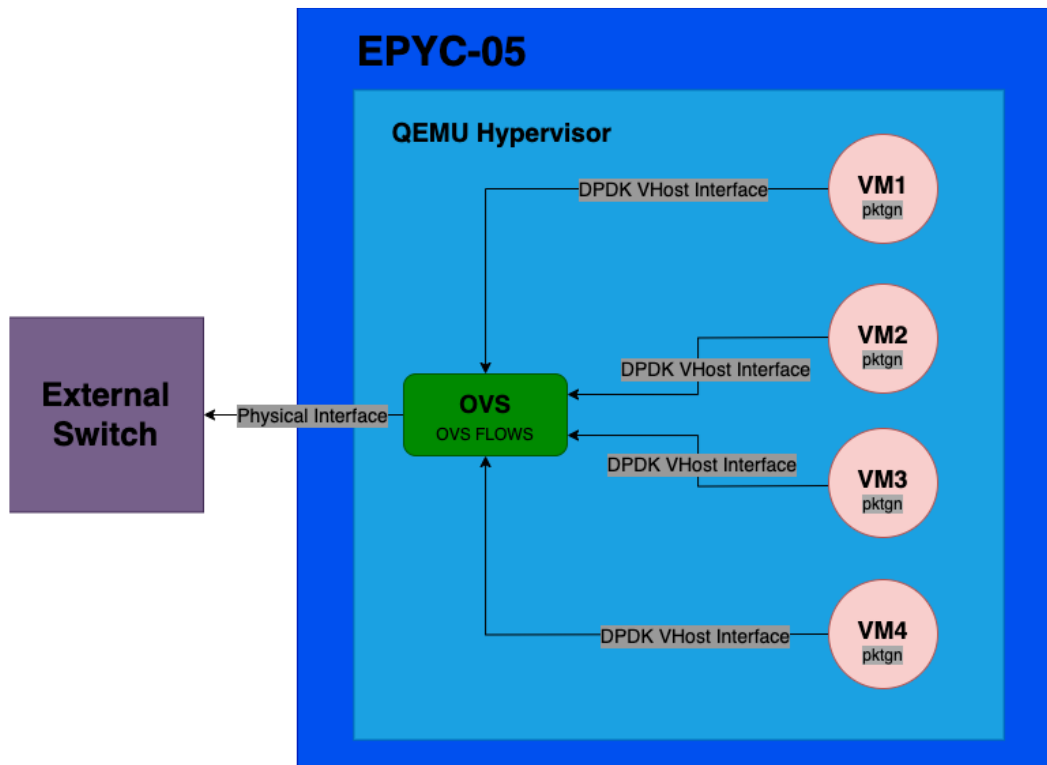 EPYC-05
QEMU Hypervisor
DPDK VHost Interface
VM1
pktgn
DPDK VHost Interface
VM2
pktgn
External
Switch
Physical Interface
OVS
OVS FLOWS
DPDK VHost Interface
VM3
pktgn
DPDK VHost Interface
VM4
pktgn